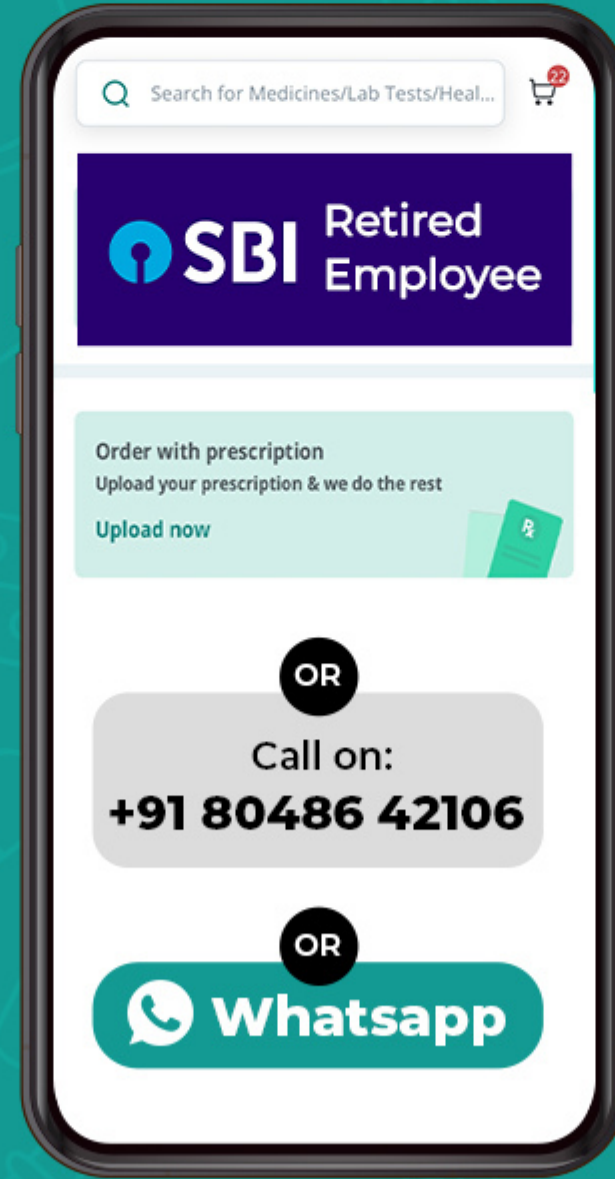 Search for Medicines/Lab Tests/Heal...
22
SBI
Retired
Employee
Order with prescription
Upload your prescription & we do the rest
Upload now
Rx
OR
Call on:
+91 80486 42106
OR
Whatsapp